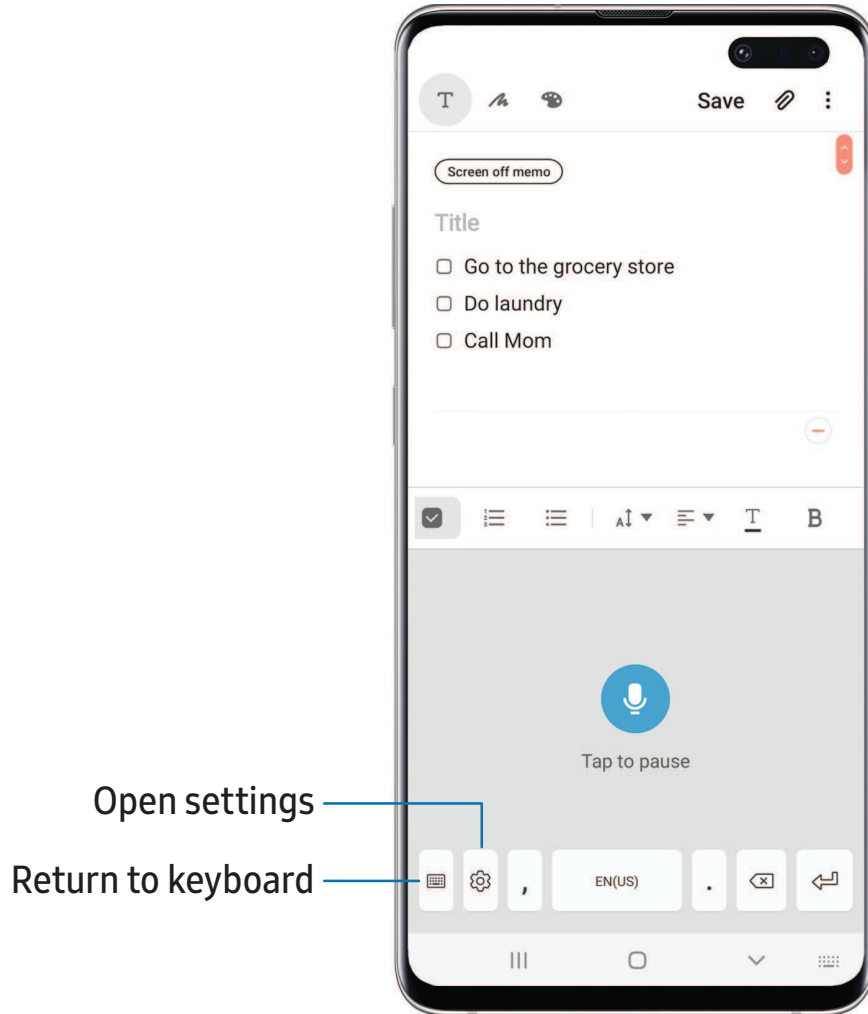 T
Save
Screen off memo
Title
Go to the grocery store
Do laundry
Call Mom
A
T
B
Tap to pause
Open settings
Return to keyboard
,
EN(US)
.